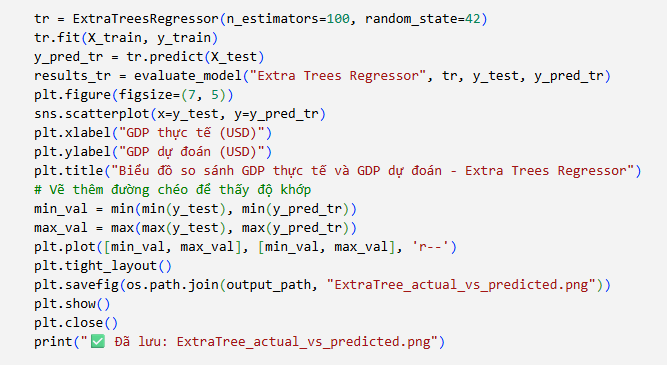 tr = ExtraTreesRegressor(n_estimators=100, random_state=42)
tr.fit(X_train, y_train)
y_pred_tr = tr.predict(X_test)
results_tr = evaluate_model("Extra Trees Regressor", tr, y_test, y_pred_tr)
plt.figure(figsize=(7, 5))
sns.scatterplot(x=y_test, y=y_pred_tr)
plt.xlabel("GDP thực tế (USD)")
plt.ylabel("GDP dự đoán (USD)")
plt.title("Biểu đồ so sánh GDP thực tế và GDP dự đoán - Extra Trees Regressor")
# Vẽ thêm đường chéo để thấy độ khớp
min_val = min(min(y_test), min(y_pred_tr))
max_val = max(max(y_test), max(y_pred_tr))
plt.plot([min_val, max_val], [min_val, max_val], 'r--')
plt.tight_layout()
plt.savefig(os.path.join(output_path, "ExtraTree_actual_vs_predicted.png"))
plt.show()
plt.close()
print("✅ Đã lưu: ExtraTree_actual_vs_predicted.png")